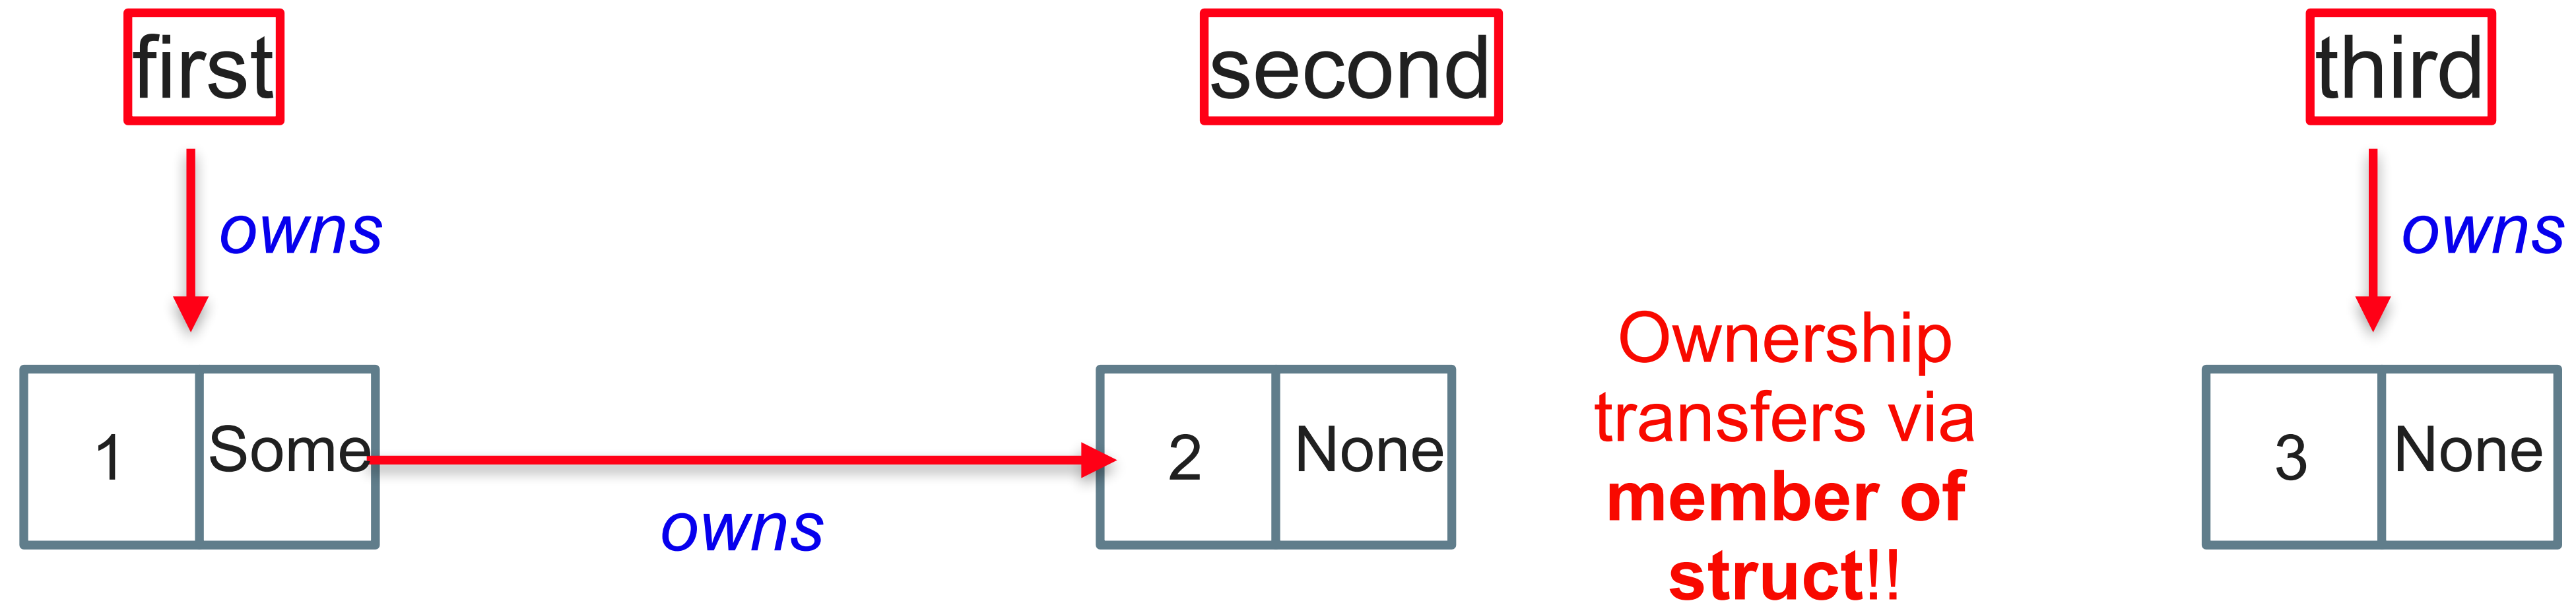 first
second
third
owns
owns
1
Some
owns
2
None
Ownership
transfers via
member of
struct!!
3
None